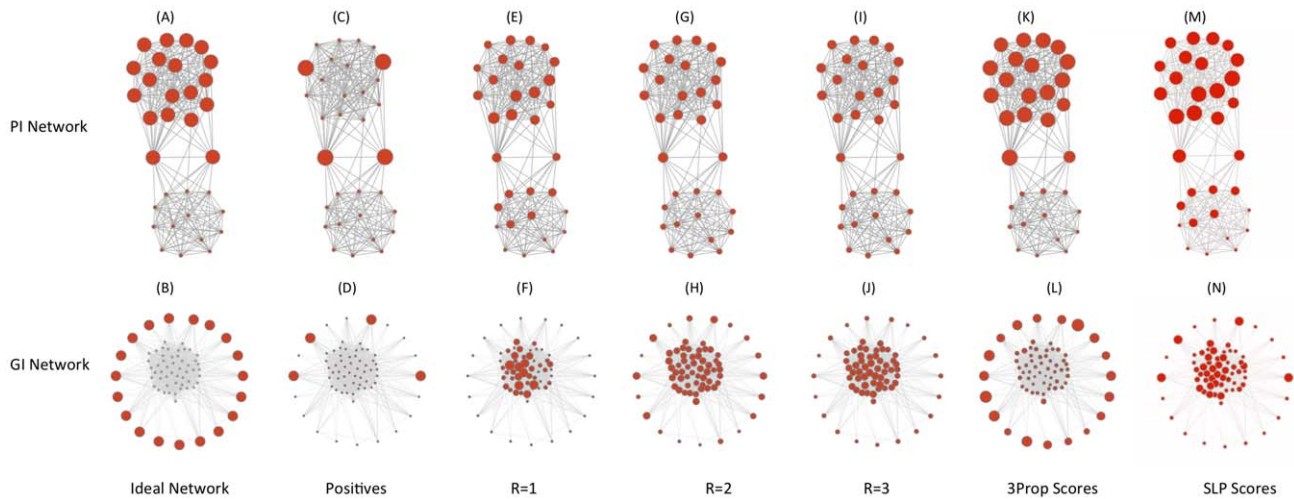 (A) (C) (E) (G) (I) (K) (M)
PI Network
(B) (D) (F) (H) (J) (L) (N)
GI Network
Ideal Network Positives R=1 R=2 R=3 3Prop Scores SLP Scores